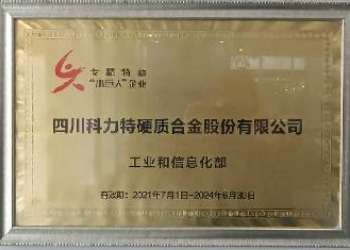 专精特新
“小巨人”企业
四川科力特硬质合金股份有限公司
工业和信息化部
有效期：2021年7月1日-2024年6月30日